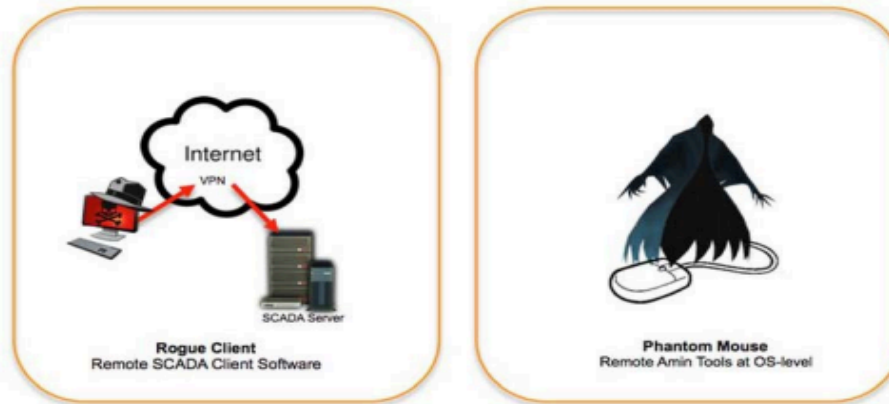 Internet
VPN
SCADA Server
Rogue Client
Remote SCADA Client Software
Phantom Mouse
Remote Amin Tools at OS-level